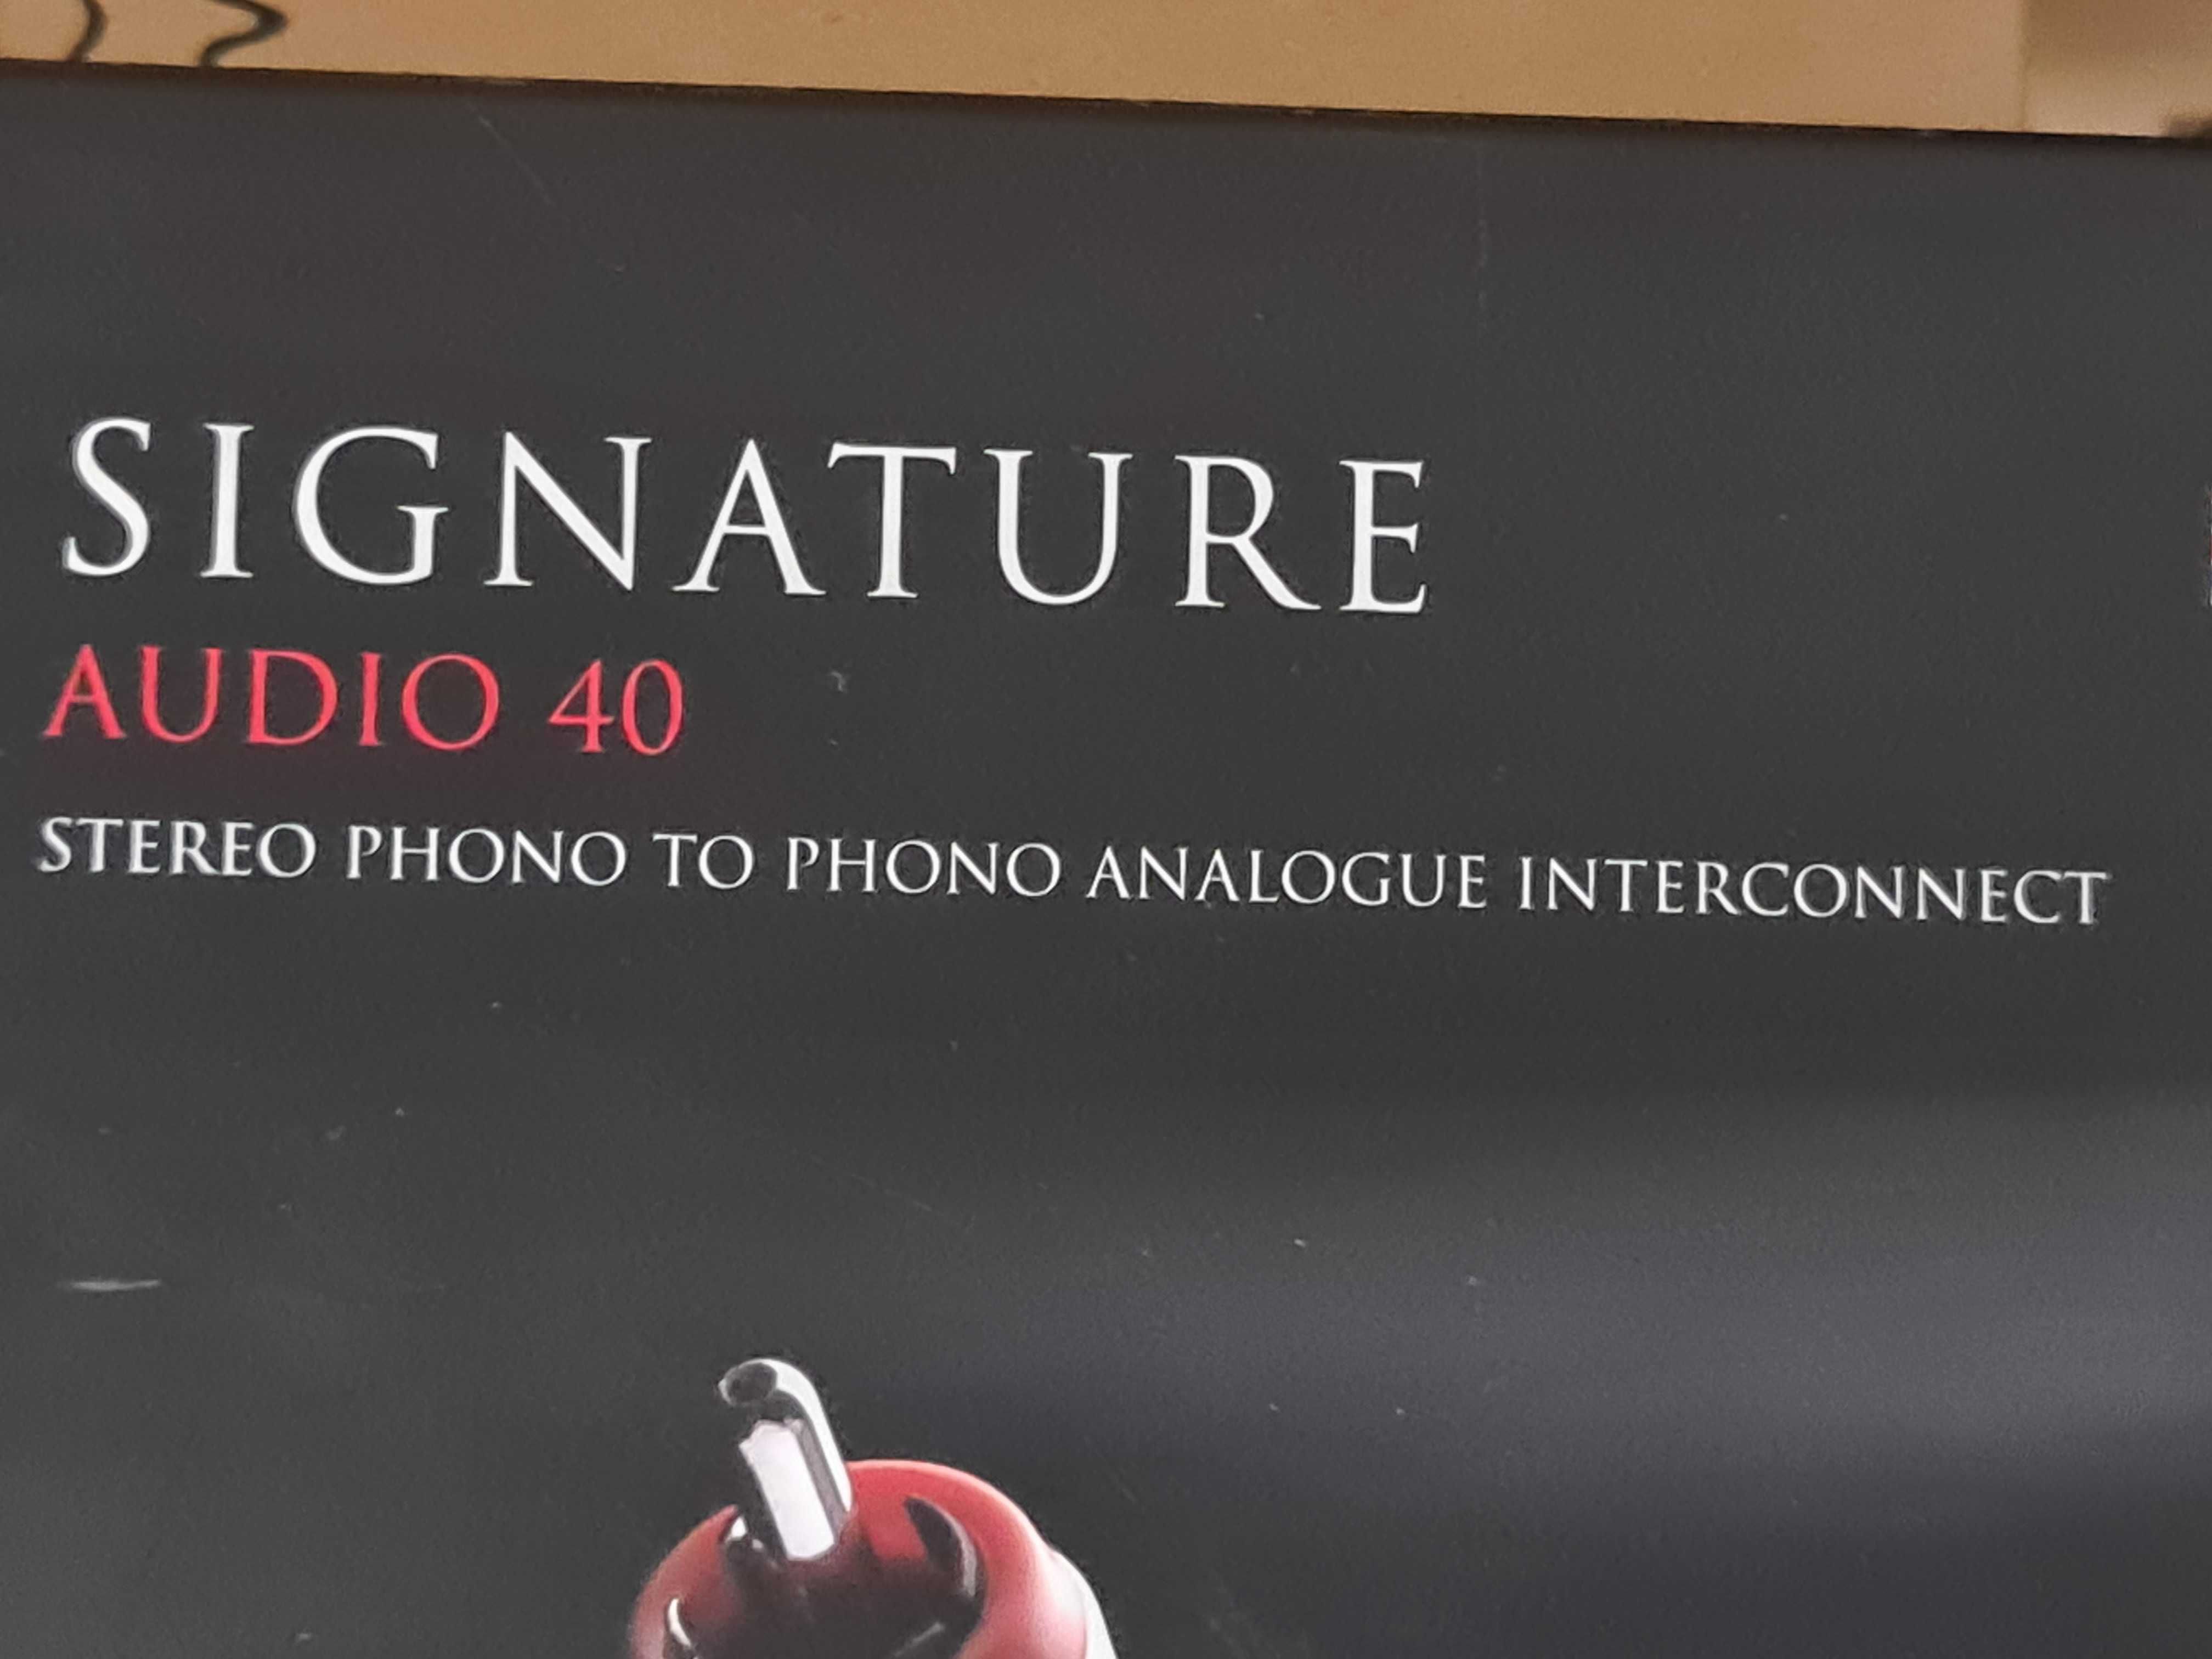 SIGNATURE
AUDIO 40
STEREO PHONO TO PHONO ANALOGUE INTERCONNECT